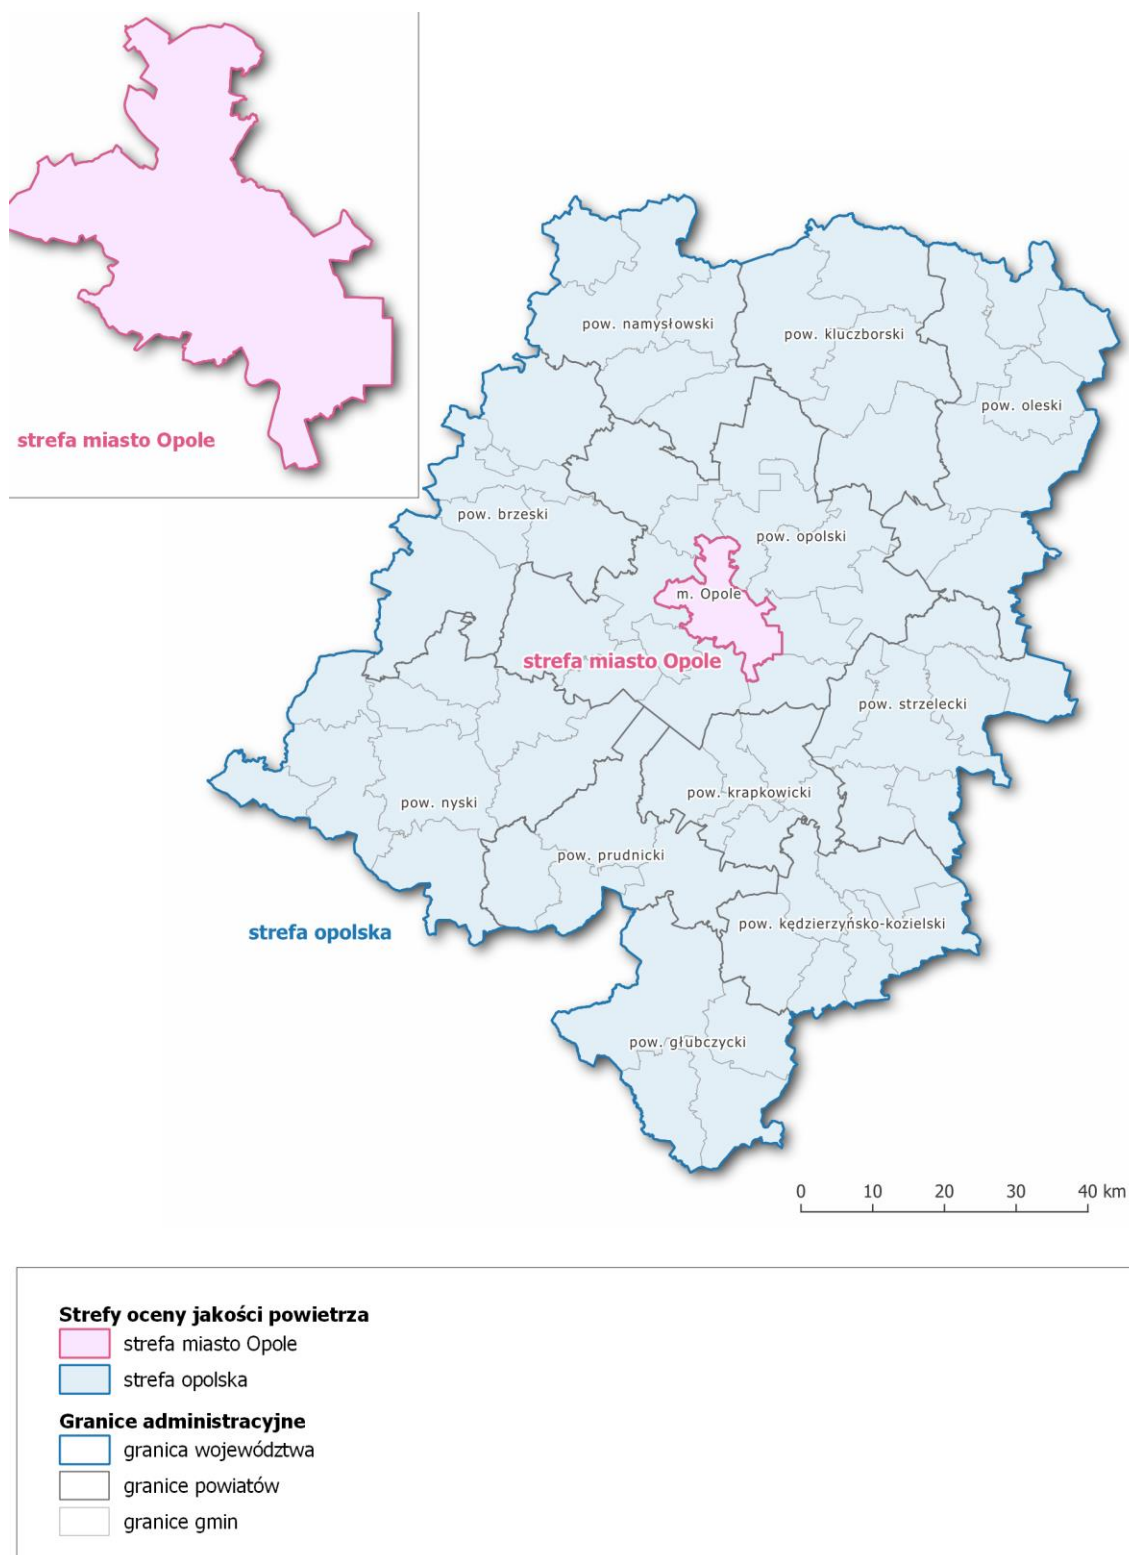 strefa miasto Opole
pow. namysłowski
pow. kluczborski
pow. oleski
pow. brzeski
pow. opolski
m. Opole
strefa miasto Opole
pow. strzelecki
pow. nyski
pow. krapkowicki
pow. prudnicki
strefa opolska
pow. kędzierzyńsko-kozielski
pow. głubczycki
0 10 20 30 40 km
Strefy oceny jakości powietrza
strefa miasto Opole
strefa opolska
Granice administracyjne
granica województwa
granice powiatów
granice gmin